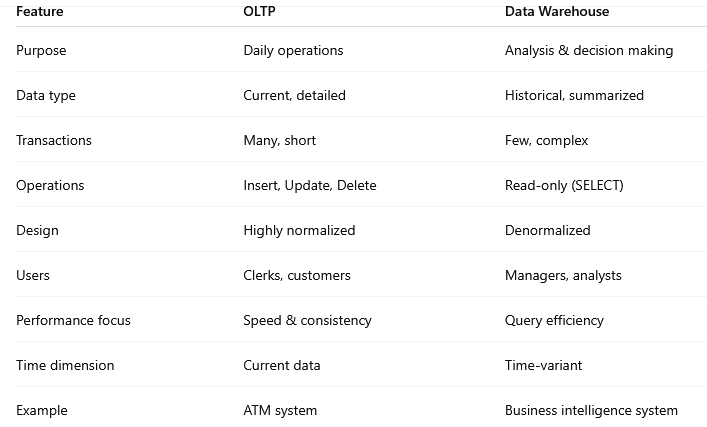 Feature OLTP Data Warehouse
Purpose Daily operations Analysis & decision making
Data type Current, detailed Historical, summarized
Transactions Many, short Few, complex
Operations Insert, Update, Delete Read-only (SELECT)
Design Highly normalized Denormalized
Users Clerks, customers Managers, analysts
Performance focus Speed & consistency Query efficiency
Time dimension Current data Time-variant
Example ATM system Business intelligence system